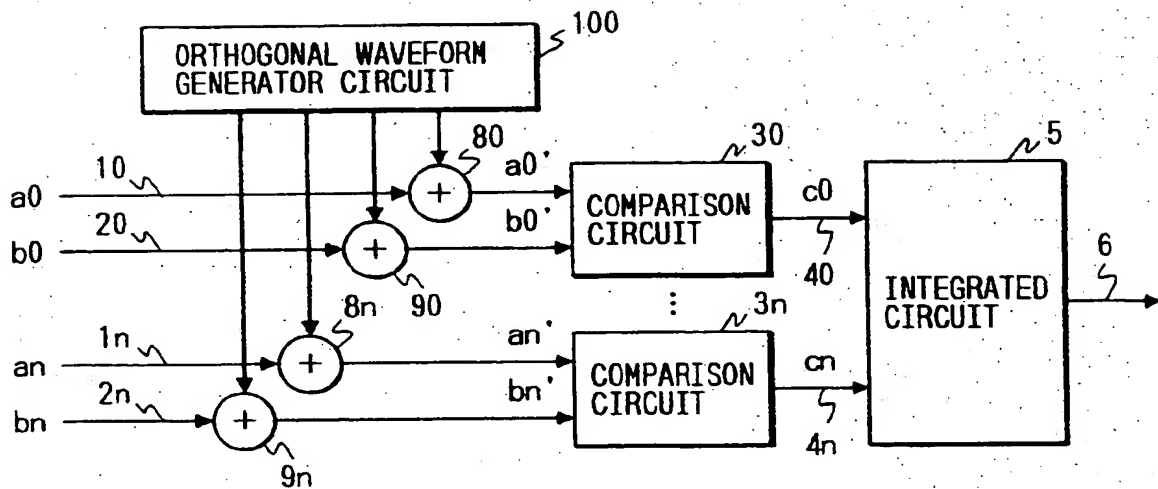 100
ORTHOGONAL WAVEFORM
GENERATOR CIRCUIT
80
30
5
a0
10
+
a0'
COMPARISON
CIRCUIT
c0
40
b0
20
+
90
b0'
INTEGRATED
CIRCUIT
6
⋮
3n
8n
an
1n
+
an'
COMPARISON
CIRCUIT
cn
4n
bn
2n
+
9n
bn'